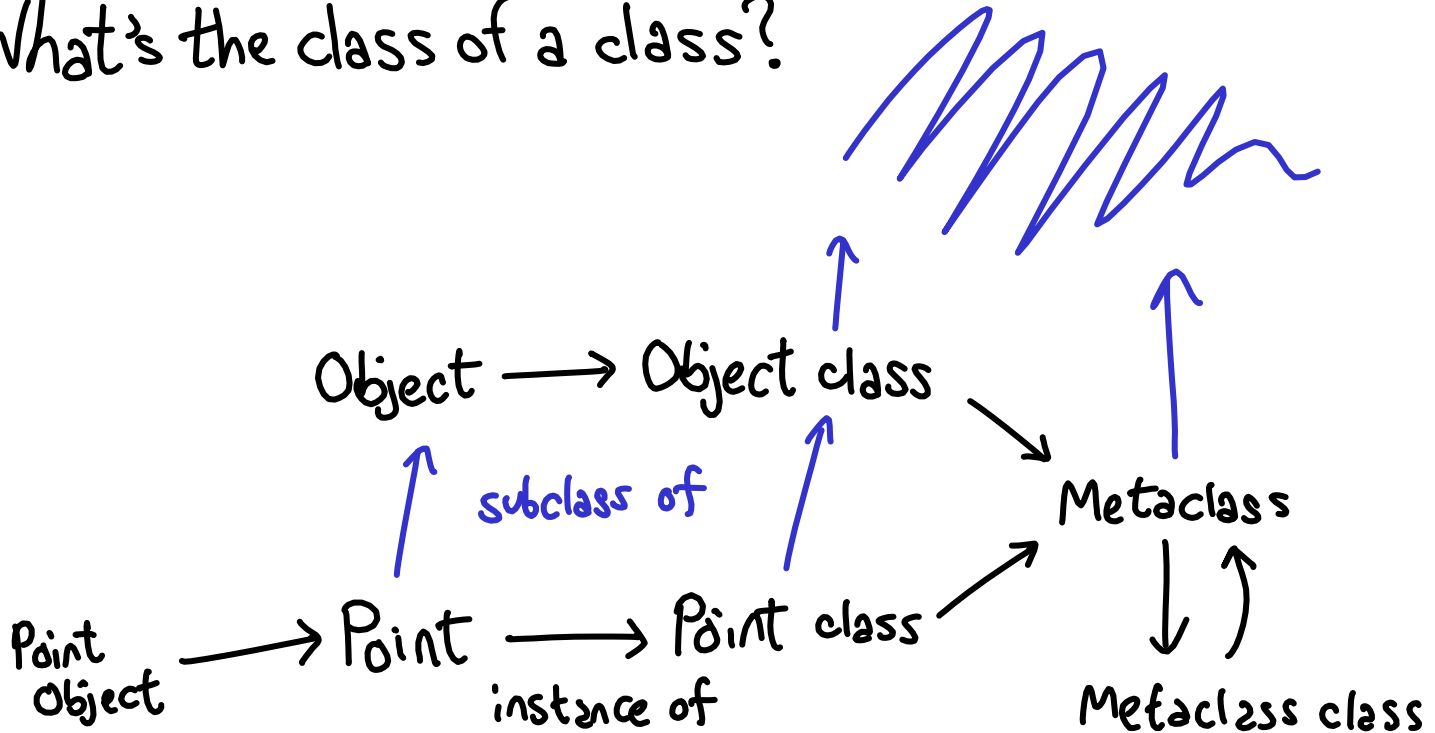 What's the class of a class?
Object
Object class
subclass of
Metaclass
Point
Object
Point
Point class
instance of
Metaclass class